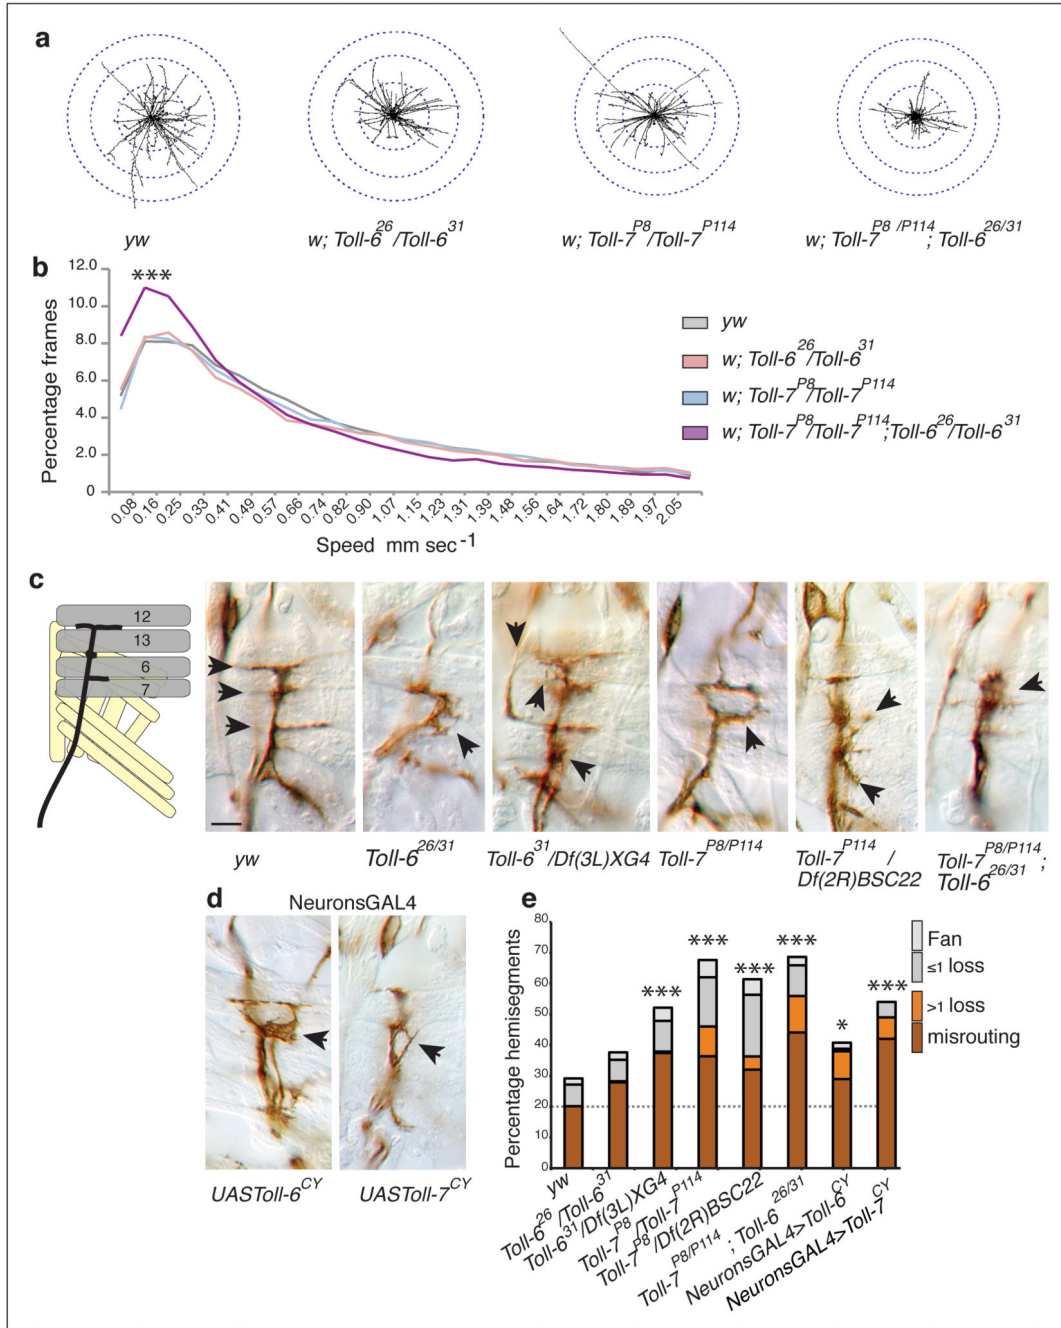 a
yw
w; Toll-6^26/Toll-6^31
w; Toll-7^P8/Toll-7^P114
w; Toll-7^P8/P114; Toll-6^26/31
b
***
Percentage frames
12.0
10.0
8.0
6.0
4.0
2.0
0
0.08 0.16 0.25 0.33 0.41 0.49 0.57 0.66 0.74 0.82 0.90 1.07 1.15 1.23 1.31 1.39 1.48 1.56 1.64 1.72 1.80 1.89 1.97 2.05
Speed mm sec^-1
yw
w; Toll-6^26/Toll-6^31
w; Toll-7^P8/Toll-7^P114
w; Toll-7^P8/Toll-7^P114;Toll-6^26/Toll-6^31
c
12
13
6
7
yw
Toll-6^26/31
Toll-6^31/Df(3L)XG4
Toll-7^P8/P114
Toll-7^P114 /
Df(2R)BSC22
Toll-7^P8/P114;
Toll-6^26/31
d
NeuronsGAL4
UASToll-6^CY
UASToll-7^CY
e
Percentage hemisegments
80
70
60
50
40
30
20
10
0
***
***
***
***
*
***
Fan
≤1 loss
>1 loss
misrouting
yw
Toll-6^26/Toll-6^31
Toll-6^31/Df(3L)XG4
Toll-7^P8/Toll-7^P114
Toll-7^P8/Df(2R)BSC22
Toll-7^P8/P114; Toll-6^26/31
NeuronsGAL4>Toll-6^CY
NeuronsGAL4>Toll-7^CY